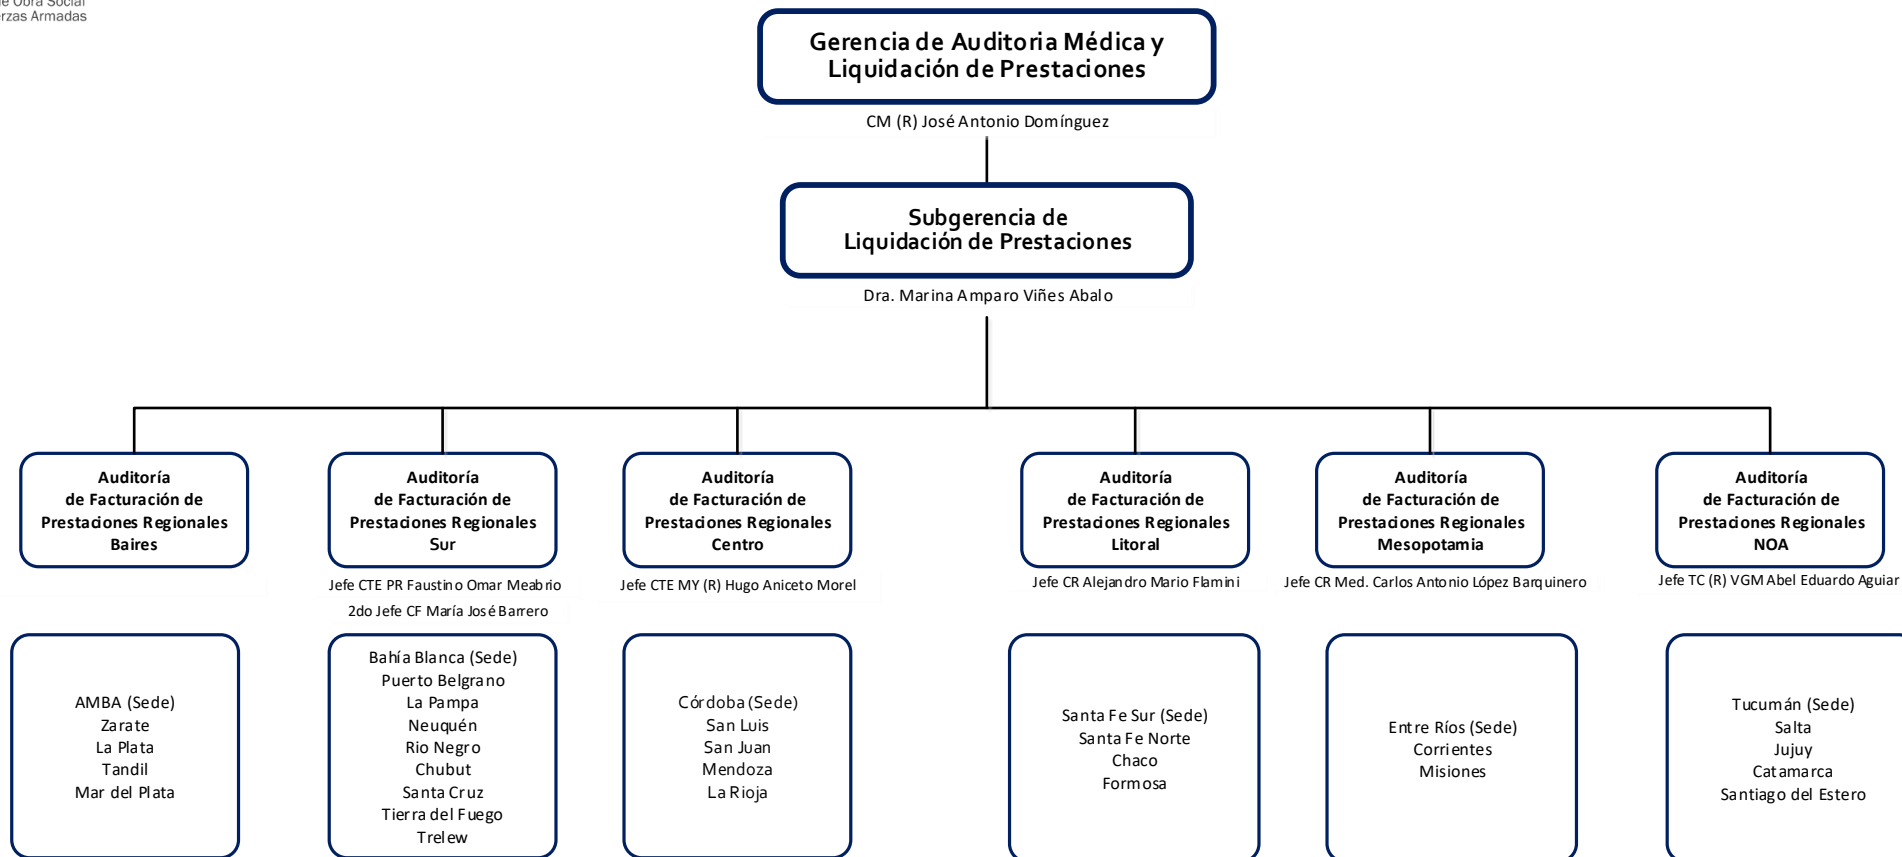 de Obra Social
erzas Armadas
Gerencia de Auditoria Médica y
Liquidación de Prestaciones
CM (R) José Antonio Domínguez
Subgerencia de
Liquidación de Prestaciones
Dra. Marina Amparo Viñes Abalo
Auditoría
de Facturación de
Prestaciones Regionales
Baires
Auditoría
de Facturación de
Prestaciones Regionales
Sur
Jefe CTE PR Faustino Omar Meabrio
2do Jefe CF María José Barrero
Auditoría
de Facturación de
Prestaciones Regionales
Centro
Jefe CTE MY (R) Hugo Aniceto Morel
Auditoría
de Facturación de
Prestaciones Regionales
Litoral
Jefe CR Alejandro Mario Flamini
Auditoría
de Facturación de
Prestaciones Regionales
Mesopotamia
Jefe CR Med. Carlos Antonio López Barquinero
Auditoría
de Facturación de
Prestaciones Regionales
NOA
Jefe TC (R) VGM Abel Eduardo Aguiar
AMBA (Sede)
Zarate
La Plata
Tandil
Mar del Plata
Bahía Blanca (Sede)
Puerto Belgrano
La Pampa
Neuquén
Rio Negro
Chubut
Santa Cruz
Tierra del Fuego
Trelew
Córdoba (Sede)
San Luis
San Juan
Mendoza
La Rioja
Santa Fe Sur (Sede)
Santa Fe Norte
Chaco
Formosa
Entre Ríos (Sede)
Corrientes
Misiones
Tucumán (Sede)
Salta
Jujuy
Catamarca
Santiago del Estero